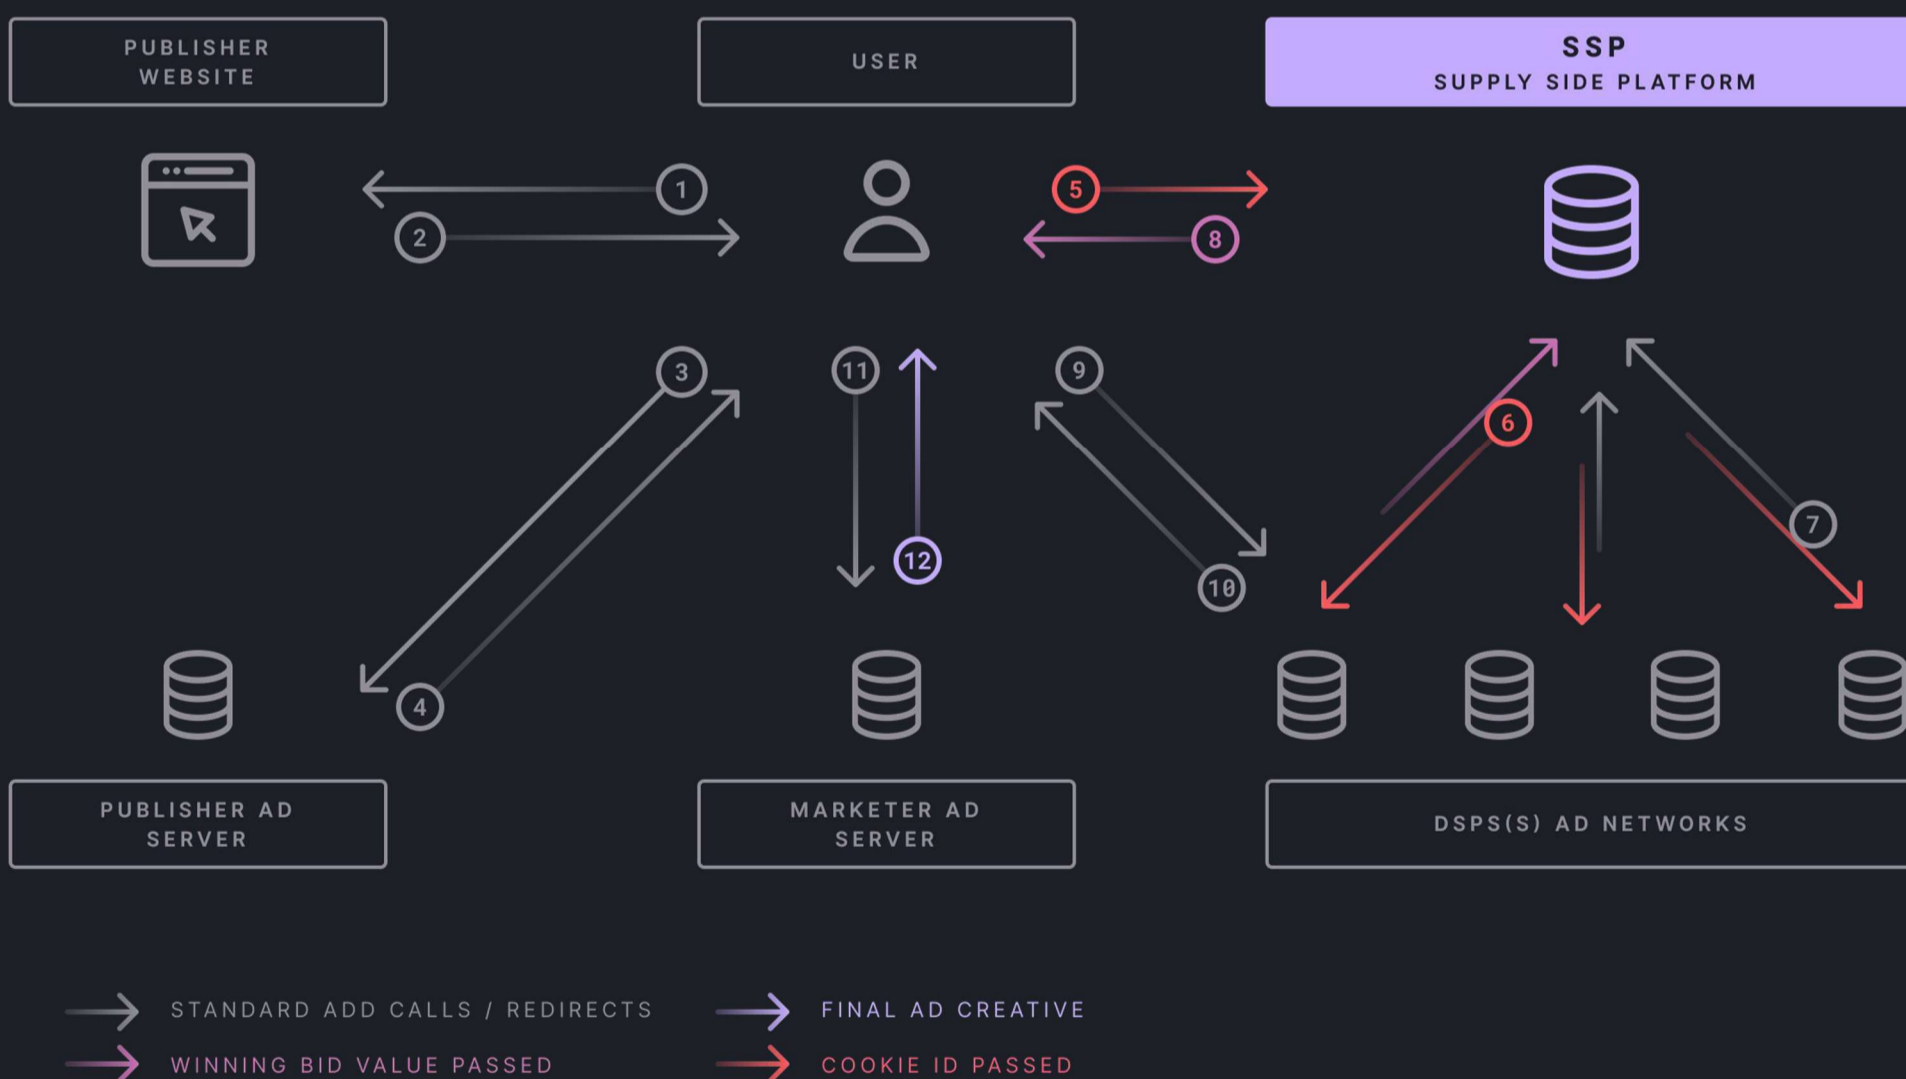 PUBLISHER
WEBSITE
USER
SSP
SUPPLY SIDE PLATFORM
1
2
5
8
3
11
9
6
7
12
10
4
PUBLISHER AD
SERVER
MARKETER AD
SERVER
DSPS(S) AD NETWORKS
STANDARD ADD CALLS / REDIRECTS
FINAL AD CREATIVE
WINNING BID VALUE PASSED
COOKIE ID PASSED